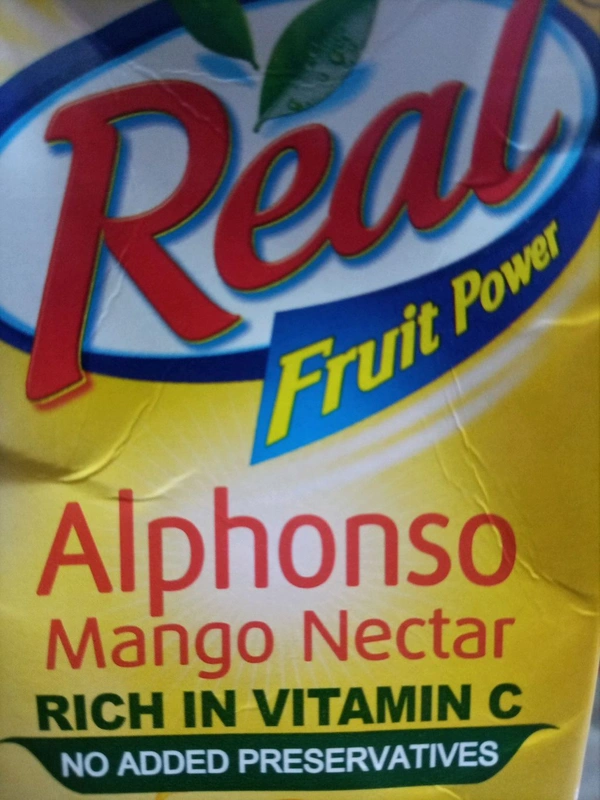 Real
Fruit Power
Alphonso
Mango Nectar
RICH IN VITAMIN C
NO ADDED PRESERVATIVES